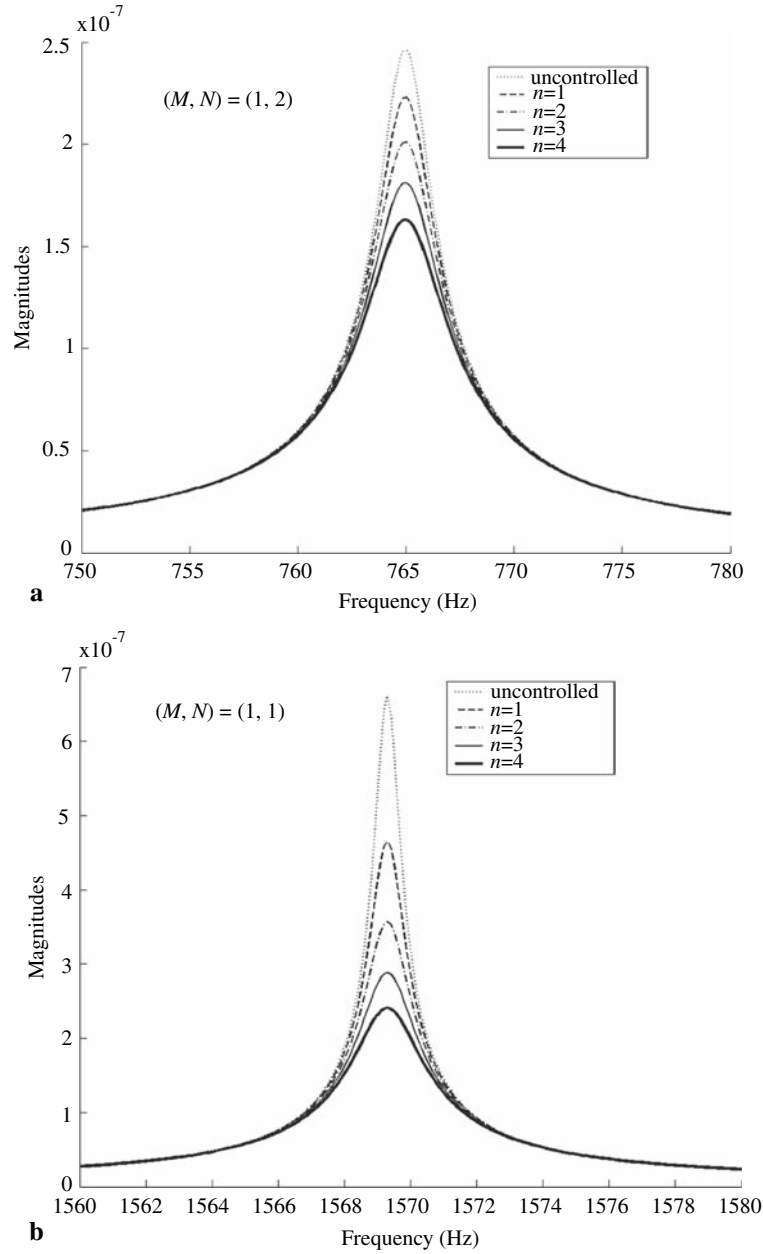 x10-7
2.5
(M, N) = (1, 2)
uncontrolled
n=1
n=2
n=3
n=4
2
1.5
Magnitudes
1
0.5
0
750 755 760 765 770 775 780
a
Frequency (Hz)
x10-7
7
(M, N) = (1, 1)
uncontrolled
n=1
n=2
n=3
n=4
6
5
4
Magnitudes
3
2
1
0
1560 1562 1564 1566 1568 1570 1572 1574 1576 1578 1580
b
Frequency (Hz)